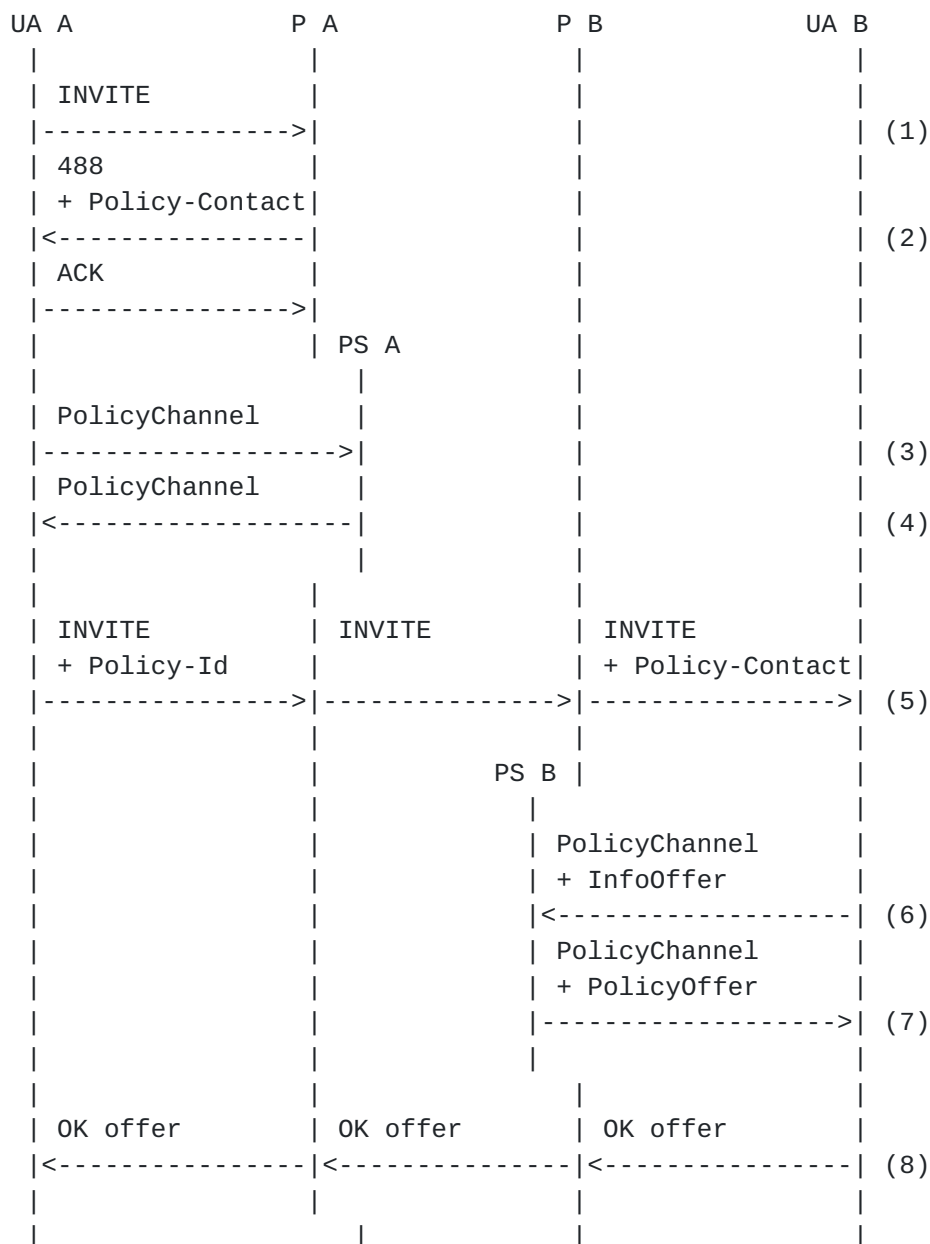 UA A                P A                P B                UA B
INVITE
(1)
488
+ Policy-Contact
(2)
ACK
PS A
PolicyChannel
(3)
PolicyChannel
(4)
INVITE INVITE INVITE
+ Policy-Id + Policy-Contact
(5)
PS B
PolicyChannel
+ InfoOffer
(6)
PolicyChannel
+ PolicyOffer
(7)
OK offer OK offer OK offer
(8)